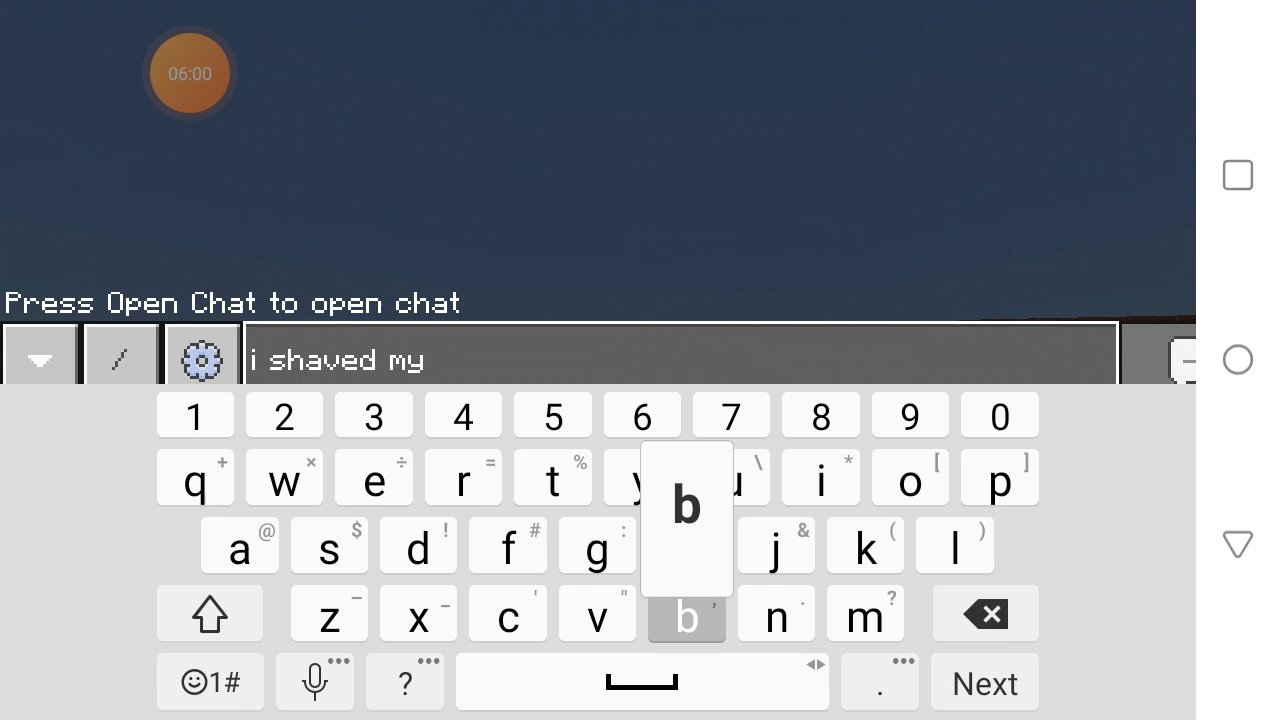 06:00
Press Open Chat to open chat
/
i shaved my
1 2 3 4 5 6 7 8 9 0
q + w × e ÷ r = t % y u \ i * o [ p ]
b
a @ s $ d ! f # g : j & k ( l )
z – x - c ' v " b , n . m ?
1# ? . Next